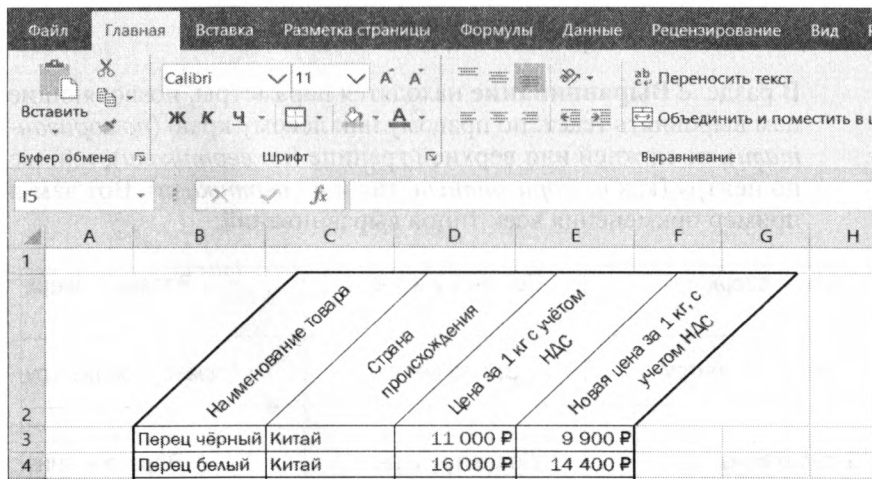 Файл Главная Вставка Разметка страницы Формулы Данные Рецензирование Вид
Calibri 11 A A Переносить текст
Вставить Ж К Ч А Объединить и поместить в ц
Буфер обмена Шрифт Выравнивание
I5 fx
A B C D E F G H
1
2 Наименование товара
Страна
происхождения
Цена за 1 кг с учётом
НДС
Новая цена за 1 кг, с
учетом НДС
3 Перец чёрный Китай 11 000 ₽ 9 900 ₽
4 Перец белый Китай 16 000 ₽ 14 400 ₽